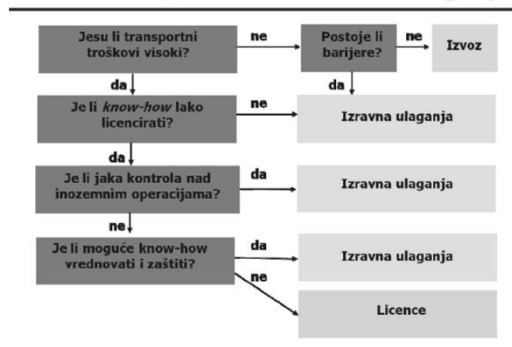 Jesu li transportni
troškovi visoki?
ne
Postoje li
barijere?
ne
Izvoz
da
da
Je li know-how lako
licencirati?
ne
Izravna ulaganja
da
Je li jaka kontrola nad
inozemnim operacijama?
da
Izravna ulaganja
ne
Je li moguće know-how
vrednovati i zaštiti?
da
Izravna ulaganja
ne
Licence